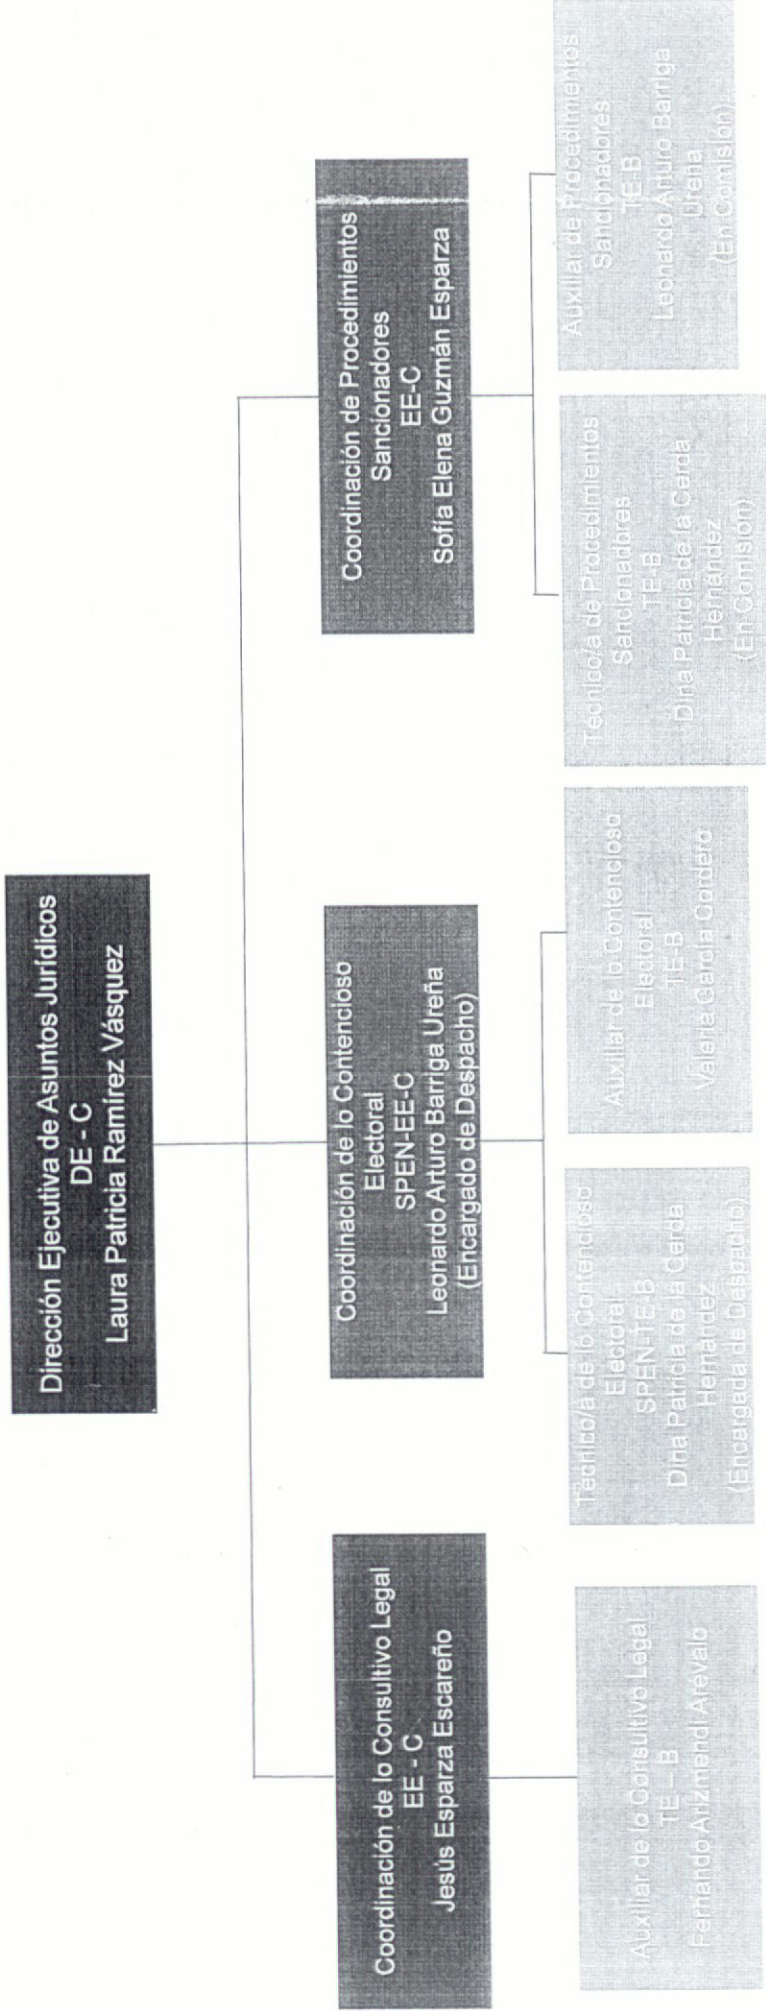 Dirección Ejecutiva de Asuntos Jurídicos
DE - C
Laura Patricia Ramírez Vásquez
Coordinación de lo Consultivo Legal
EE - C
Jesús Esparza Escareño
Coordinación de lo Contencioso
Electoral
SPEN-EE-C
Leonardo Arturo Barriga Ureña
(Encargado de Despacho)
Coordinación de Procedimientos
Sancionadores
EE-C
Sofía Elena Guzmán Esparza
Auxiliar de lo Consultivo Legal
TE – B
Fernando Arizmendi Arévalo
Técnico/a de lo Contencioso
Electoral
SPEN-TE-B
Dina Patricia de la Cerda
Hernández
(Encargada de Despacho)
Auxiliar de lo Contencioso
Electoral
TE-B
Valeria García Cordero
Técnico/a de Procedimientos
Sancionadores
TE-B
Dina Patricia de la Cerda
Hernández
(En Comisión)
Auxiliar de Procedimientos
Sancionadores
TE-B
Leonardo Arturo Barriga
Ureña
(En Comisión)